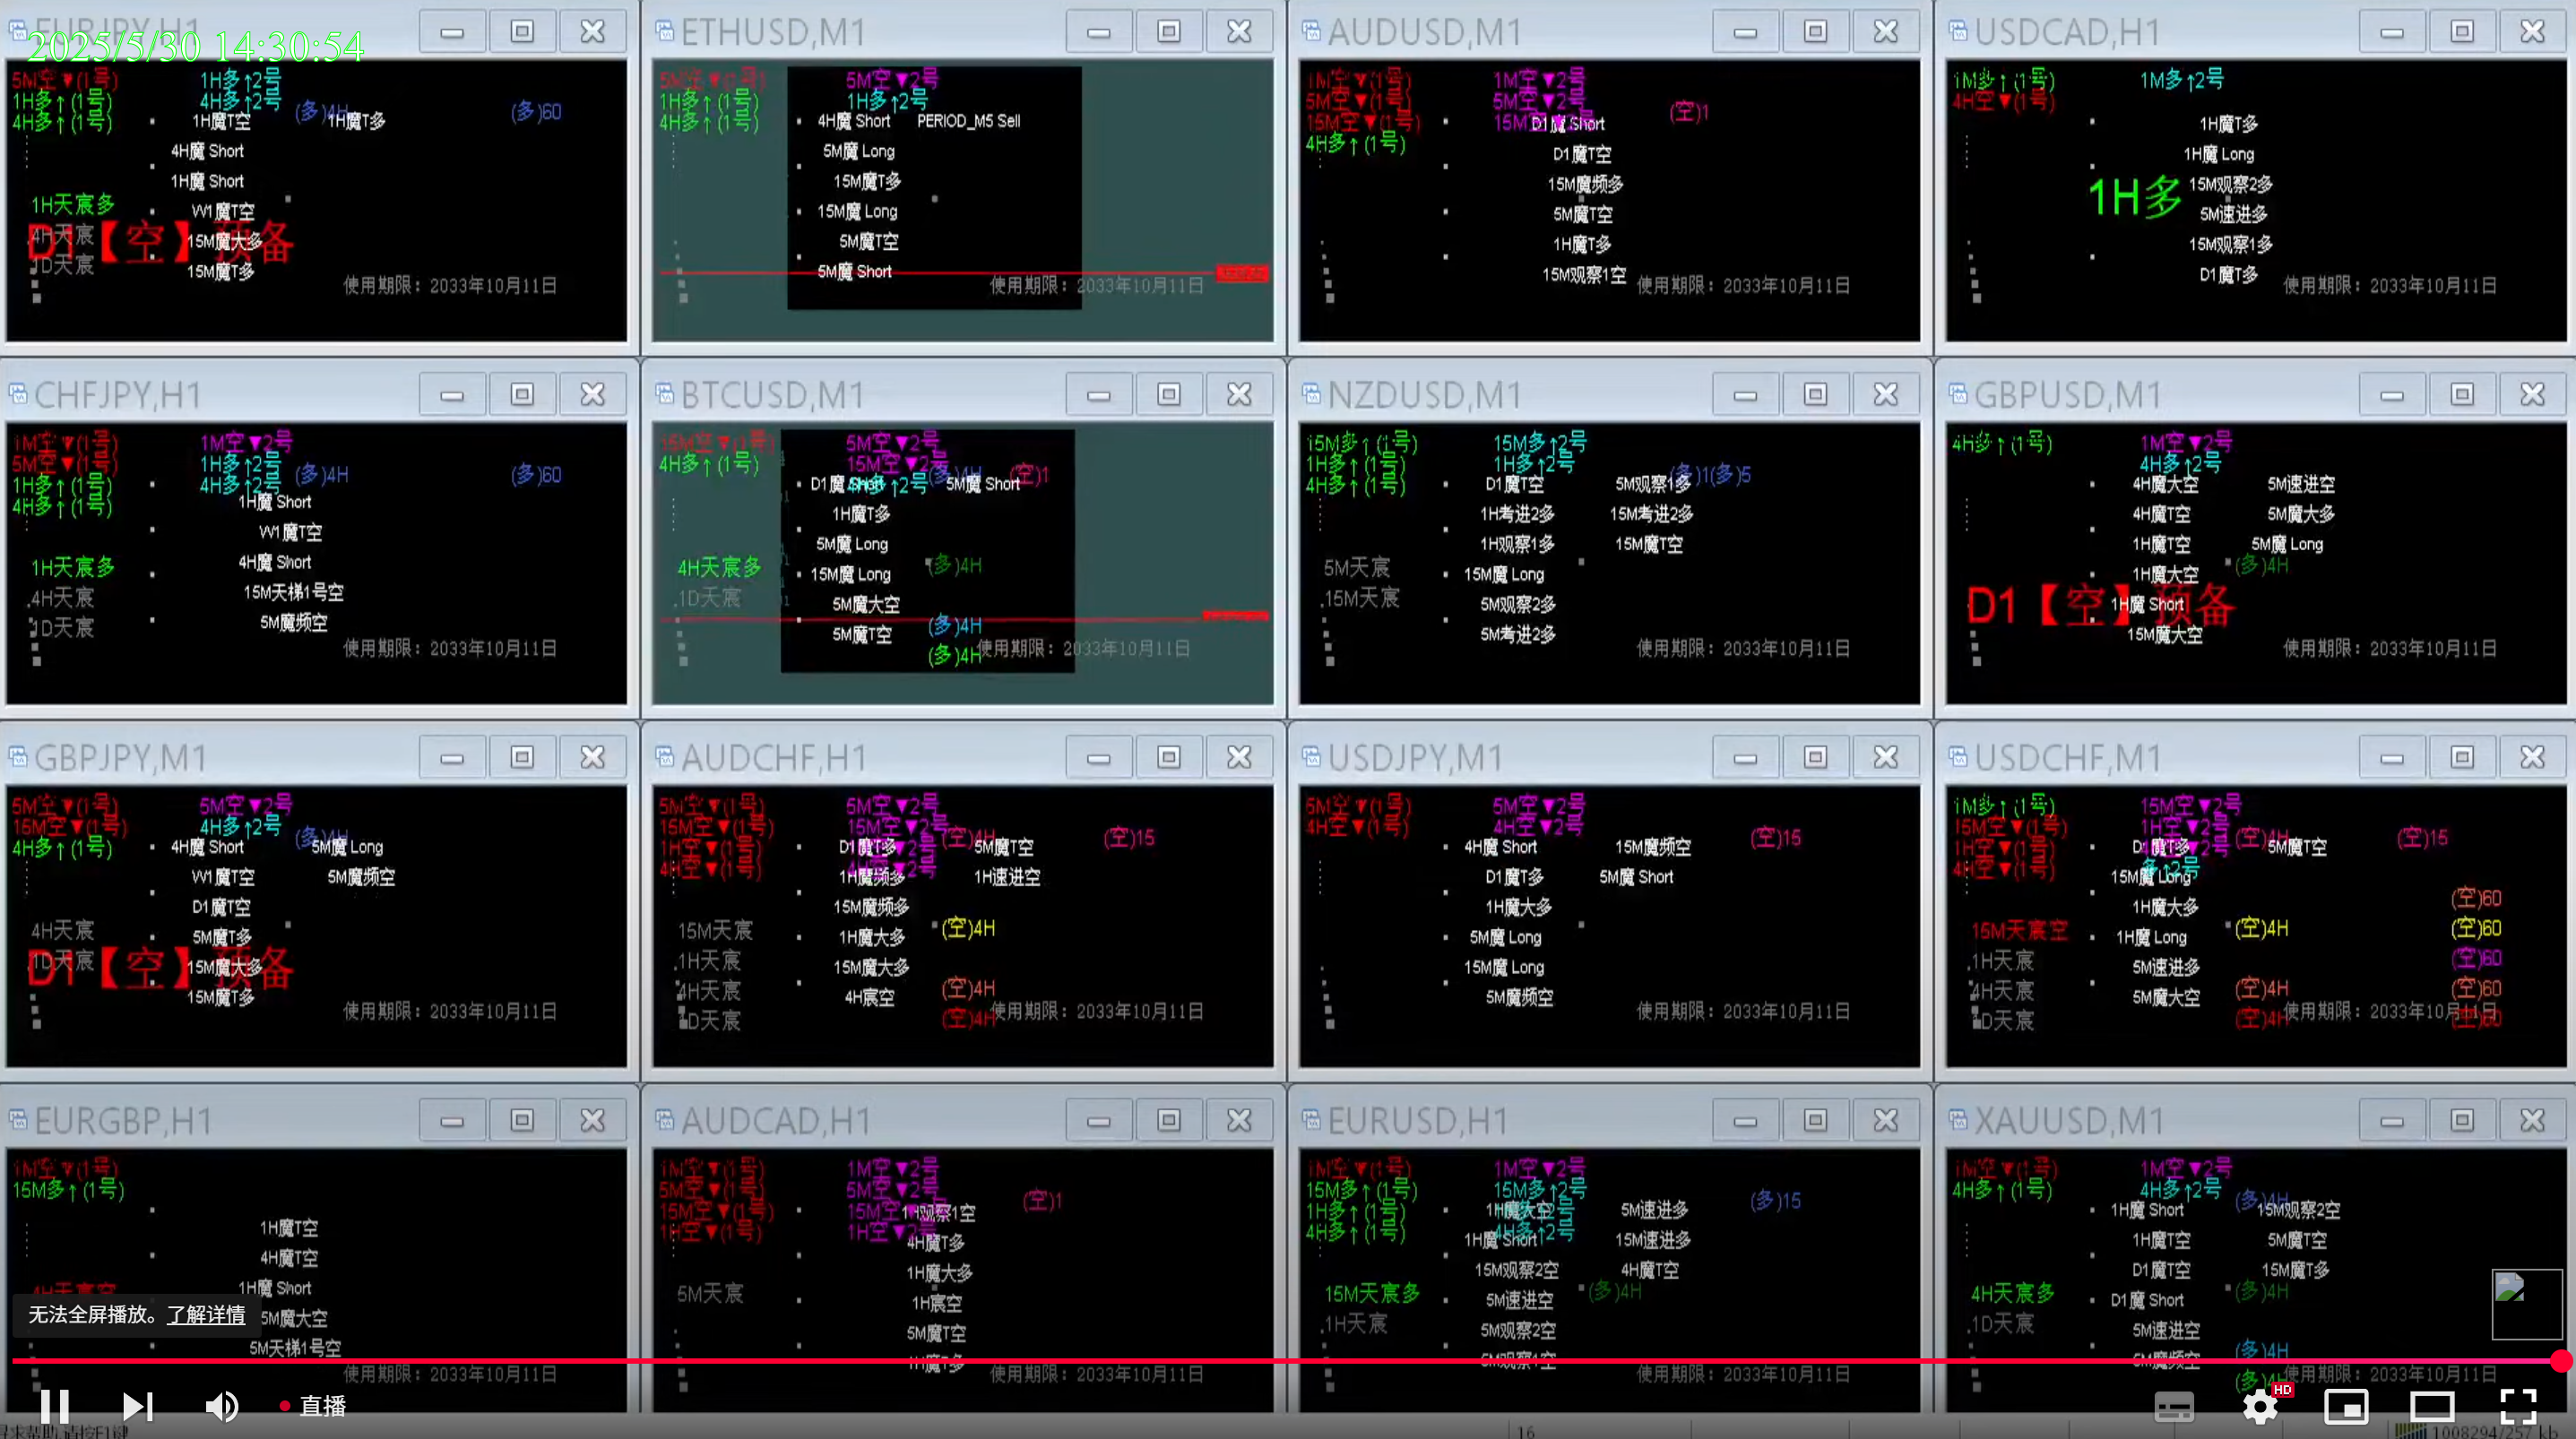 EURJPY,H1
2025/5/30 14:30:54
5M空▼(1号) 1H多↑2号
1H多↑(1号) 4H多↑2号 (多)4H (多)60
4H多↑(1号) 1H魔T空 1H魔T多
4H魔 Short
1H魔 Short
1H天宸多 W1魔T空
4H天宸 D1【空】预备 15M魔大多
1D天宸 15M魔T多
使用期限：2033年10月11日
ETHUSD,M1
5M空▼2号
1H多↑(1号) 1H多↑2号
4H多↑(1号) 4H魔 Short PERIOD_M5 Sell
5M魔 Long
15M魔T多
15M魔 Long
5M魔T空
5M魔 Short
使用期限：2033年10月11日
AUDUSD,M1
1M空▼(1号) 1M空▼2号
5M空▼(1号) 5M空▼2号 (空)1
15M空▼(1号) D1魔 Short
4H多↑(1号)
D1魔T空
15M魔频多
5M魔T空
1H魔T多
15M观察1空
使用期限：2033年10月11日
USDCAD,H1
1M多↑(1号) 1M多↑2号
4H空▼(1号)
1H魔T多
1H魔 Long
1H多 15M观察2多
5M速进多
15M观察1多
D1魔T多
使用期限：2033年10月11日
CHFJPY,H1
1M空▼(1号) 1M空▼2号
5M空▼(1号) 1H多↑2号 (多)4H (多)60
1H多↑(1号) 4H多↑2号
4H多↑(1号) 1H魔 Short
W1魔T空
1H天宸多 4H魔 Short
4H天宸 15M天梯1号空
1D天宸 5M魔频空
使用期限：2033年10月11日
BTCUSD,M1
15M空▼(1号) 5M空▼2号
4H多↑(1号) 15M空▼2号 (多)4H (空)1
D1魔 Short 4H多↑2号 5M魔 Short
1H魔T多
5M魔 Long
4H天宸多 15M魔 Long (多)4H
1D天宸 5M魔大空
5M魔T空 (多)4H
(多)4H
使用期限：2033年10月11日
NZDUSD,M1
15M多↑(1号) 15M多↑2号
1H多↑(1号) 1H多↑2号 (多)1(多)5
4H多↑(1号) D1魔T空 5M观察1多
1H考进2多 15M考进2多
1H观察1多 15M魔T空
5M天宸 15M魔 Long
15M天宸 5M观察2多
5M考进2多
使用期限：2033年10月11日
GBPUSD,M1
4H多↑(1号) 1M空▼2号
4H多↑2号
4H魔大空 5M速进空
4H魔T空 5M魔大多
1H魔T空 5M魔 Long
1H魔大空 (多)4H
D1【空】预备 1H魔 Short
15M魔大空
使用期限：2033年10月11日
GBPJPY,M1
5M空▼(1号) 5M空▼2号
15M空▼(1号) 4H多↑2号 (多)4H
4H多↑(1号) 4H魔 Short 5M魔 Long
W1魔T空 5M魔频空
D1魔T空
4H天宸 5M魔T多
1D天宸 D1【空】预备 15M魔大多
15M魔T多
使用期限：2033年10月11日
AUDCHF,H1
5M空▼(1号) 5M空▼2号
15M空▼(1号) 15M空▼2号 (空)4H (空)15
1H空▼(1号) D1魔T多 5M魔T空
4H空▼(1号) 1H魔频多 1H速进空
15M魔频多
15M天宸 1H魔大多 (空)4H
1H天宸 15M魔大多
4H天宸 4H宸空 (空)4H
1D天宸 (空)4H
使用期限：2033年10月11日
USDJPY,M1
5M空▼(1号) 5M空▼2号
4H空▼(1号) 4H空▼2号 (空)15
4H魔 Short 15M魔频空
D1魔T多 5M魔 Short
1H魔大多
5M魔 Long
15M魔 Long
5M魔频空
使用期限：2033年10月11日
USDCHF,M1
1M多↑(1号) 15M空▼2号
15M空▼(1号) 1H空▼2号 (空)4H (空)15
1H空▼(1号) D1魔T多 5M魔T空
4H空▼(1号) 15M魔 Long 多↑2号
1H魔大多 (空)60
15M天宸空 1H魔 Long (空)4H (空)60
1H天宸 5M速进多 (空)60
4H天宸 5M魔大空 (空)4H (空)60
1D天宸 (空)4H (空)60
使用期限：2033年10月11日
EURGBP,H1
1M空▼(1号)
15M多↑(1号)
1H魔T空
4H魔T空
4H天宸空 1H魔 Short
5M魔大空
5M天梯1号空
使用期限：2033年10月11日
AUDCAD,H1
1M空▼(1号) 1M空▼2号
5M空▼(1号) 5M空▼2号 (空)1
15M空▼(1号) 15M空▼2号 1H观察1空
1H空▼(1号) 1H空▼2号 4H魔T多
1H魔大多
5M天宸 1H宸空
5M魔T空
1H魔T多
使用期限：2033年10月11日
EURUSD,H1
1M空▼(1号) 1M空▼2号
15M多↑(1号) 15M多↑2号 (多)15
1H多↑(1号) 1H魔大空 5M速进多
4H多↑(1号) 4H多↑2号 1H魔 Short 15M速进多
15M观察2空 4H魔T空
15M天宸多 5M速进空 (多)4H
1H天宸 5M观察2空
5M观察1空
使用期限：2033年10月11日
XAUUSD,M1
1M空▼(1号) 1M空▼2号
4H多↑(1号) 4H多↑2号 (多)4H
1H魔 Short 15M观察2空
1H魔T空 5M魔T空
D1魔T空 15M魔T多
4H天宸多 D1魔 Short (多)4H
1D天宸 5M速进空
5M魔频空 (多)4H
(多)4H
使用期限：2033年10月11日
无法全屏播放。了解详情
直播
HD
16
1008294/257 kb